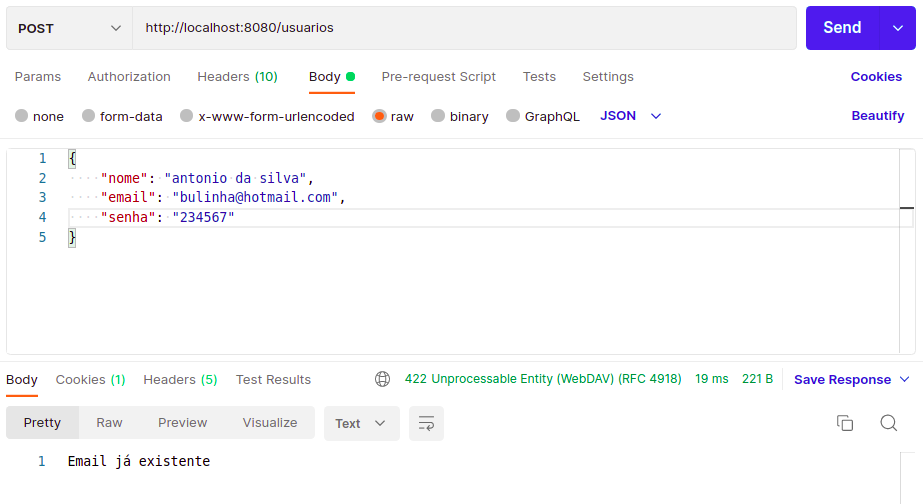 POST http://localhost:8080/usuarios Send
Params Authorization Headers (10) Body Pre-request Script Tests Settings Cookies
none form-data x-www-form-urlencoded raw binary GraphQL JSON Beautify
1 {
2 "nome": "antonio da silva",
3 "email": "bulinha@hotmail.com",
4 "senha": "234567"
5 }
Body Cookies (1) Headers (5) Test Results 422 Unprocessable Entity (WebDAV) (RFC 4918) 19 ms 221 B Save Response
Pretty Raw Preview Visualize Text
1 Email já existente